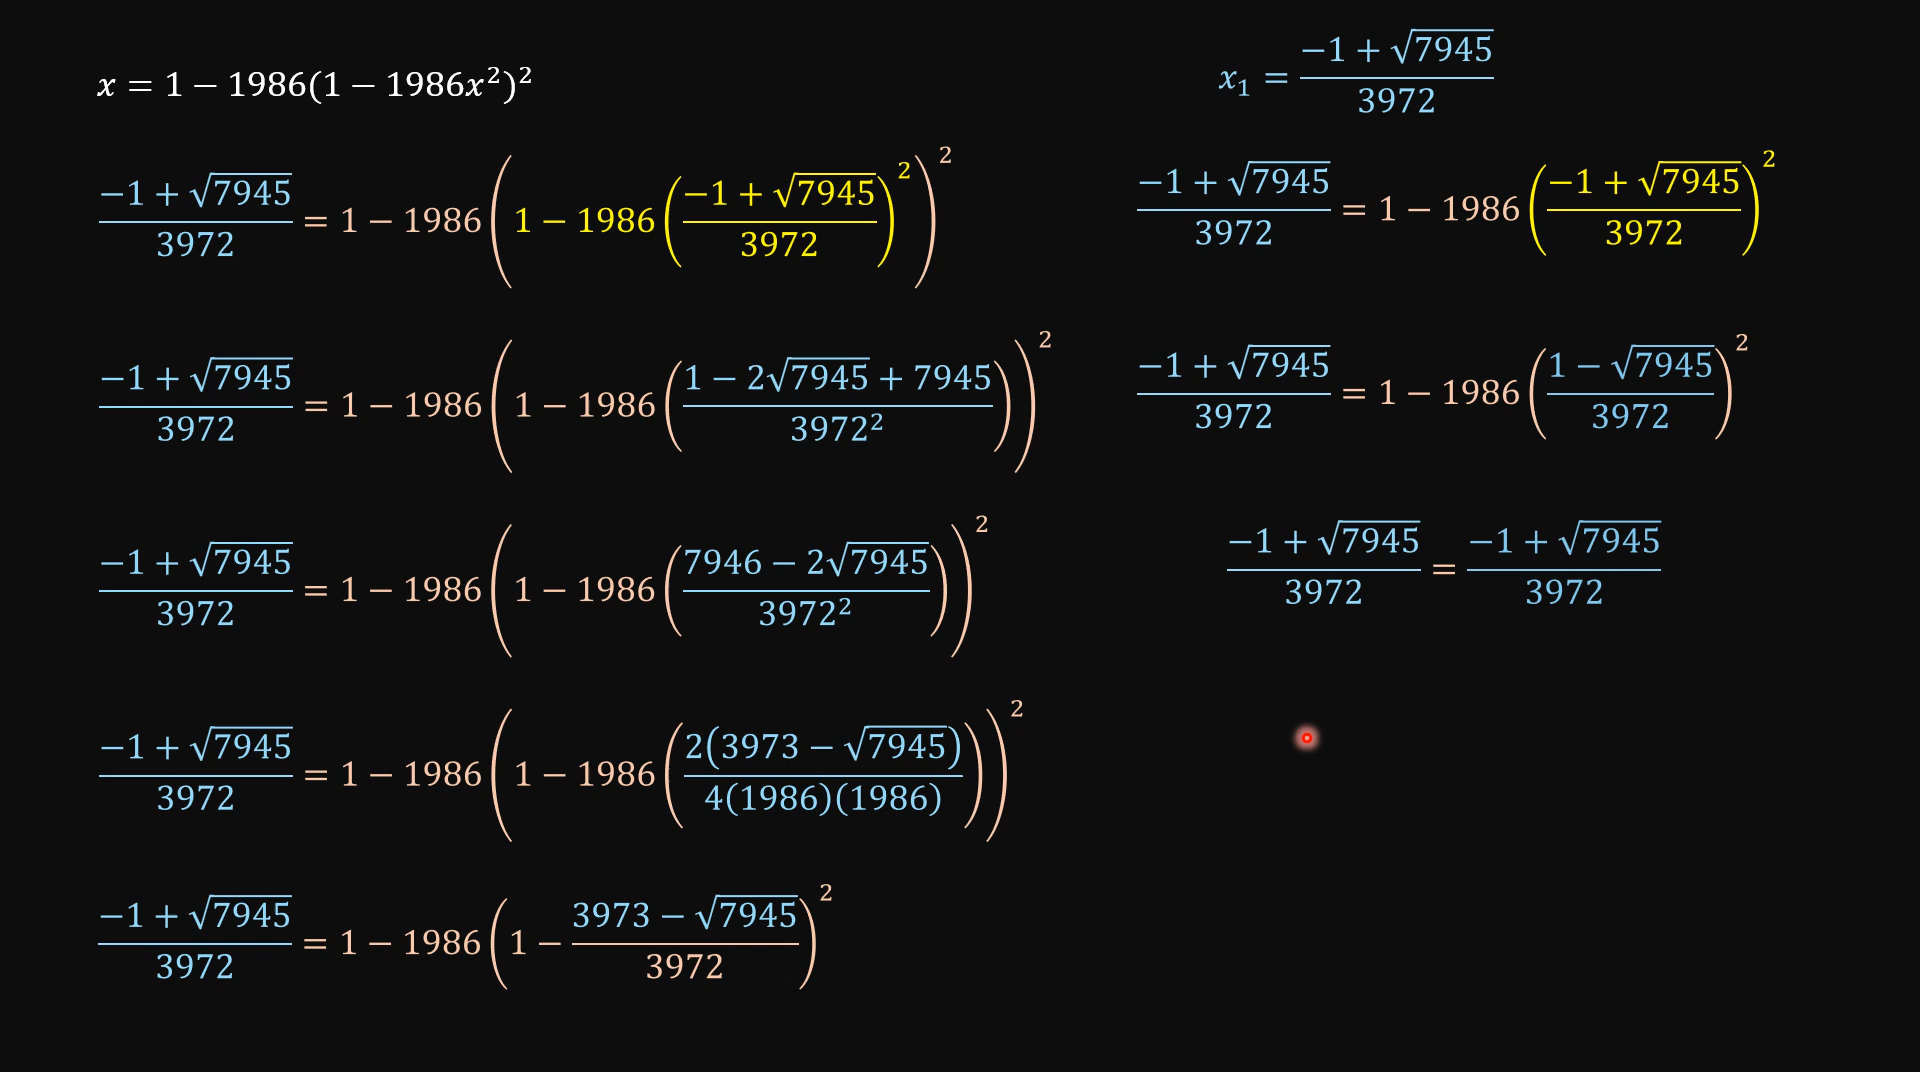 x = 1 − 1986(1 − 1986x²)²
(−1 + √7945)/3972 = 1 − 1986(1 − 1986((−1 + √7945)/3972)²)²
(−1 + √7945)/3972 = 1 − 1986(1 − 1986((1 − 2√7945 + 7945)/3972²))²
(−1 + √7945)/3972 = 1 − 1986(1 − 1986((7946 − 2√7945)/3972²))²
(−1 + √7945)/3972 = 1 − 1986(1 − 1986(2(3973 − √7945)/4(1986)(1986)))²
(−1 + √7945)/3972 = 1 − 1986(1 − (3973 − √7945)/3972)²
x₁ = (−1 + √7945)/3972
(−1 + √7945)/3972 = 1 − 1986((−1 + √7945)/3972)²
(−1 + √7945)/3972 = 1 − 1986((1 − √7945)/3972)²
(−1 + √7945)/3972 = (−1 + √7945)/3972